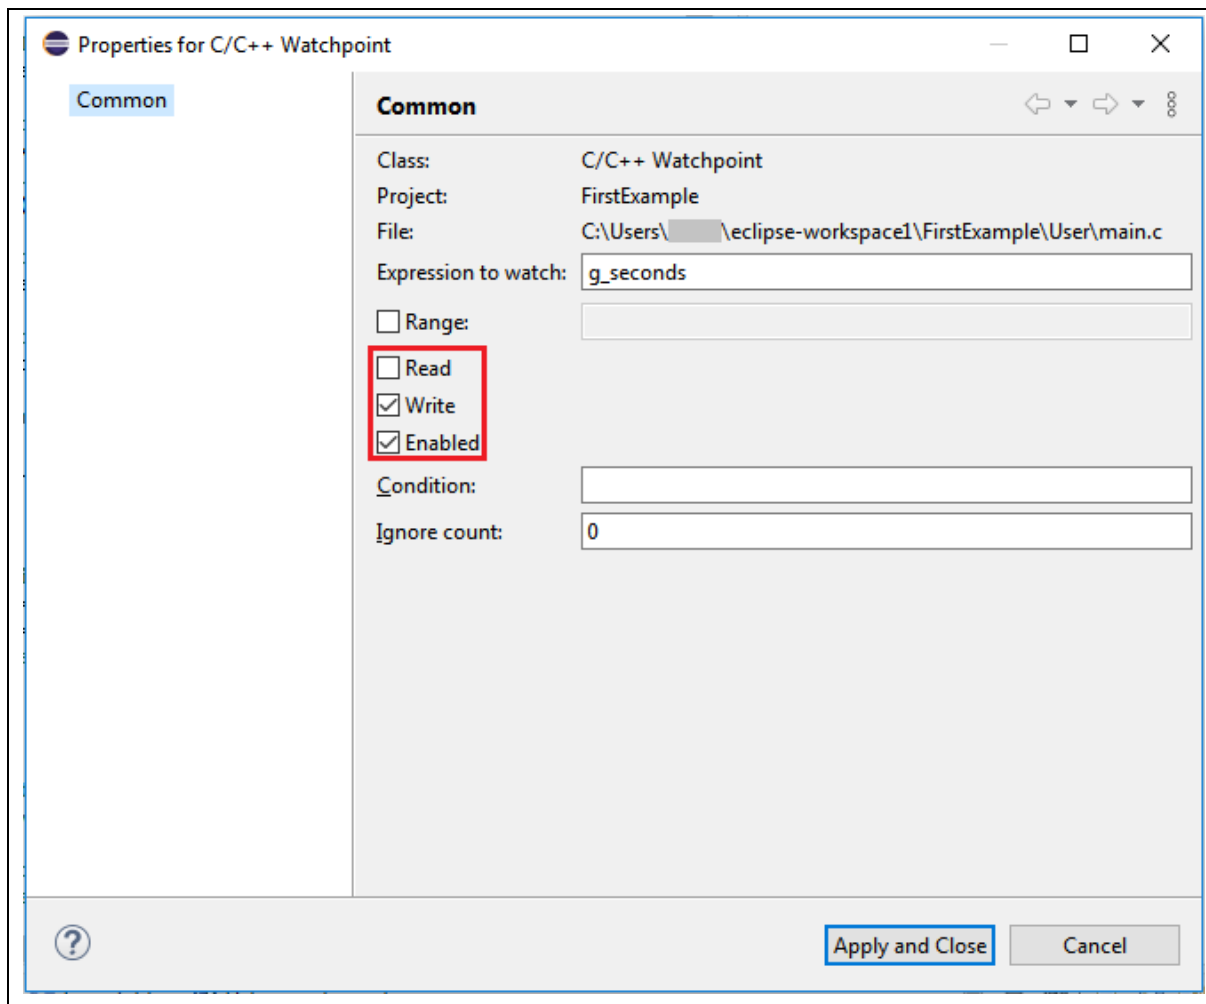 Properties for C/C++ Watchpoint
Common
Common
Class: C/C++ Watchpoint
Project: FirstExample
File: C:\Users\ \eclipse-workspace1\FirstExample\User\main.c
Expression to watch: g_seconds
Range:
Read
Write
Enabled
Condition:
Ignore count: 0
Apply and Close Cancel